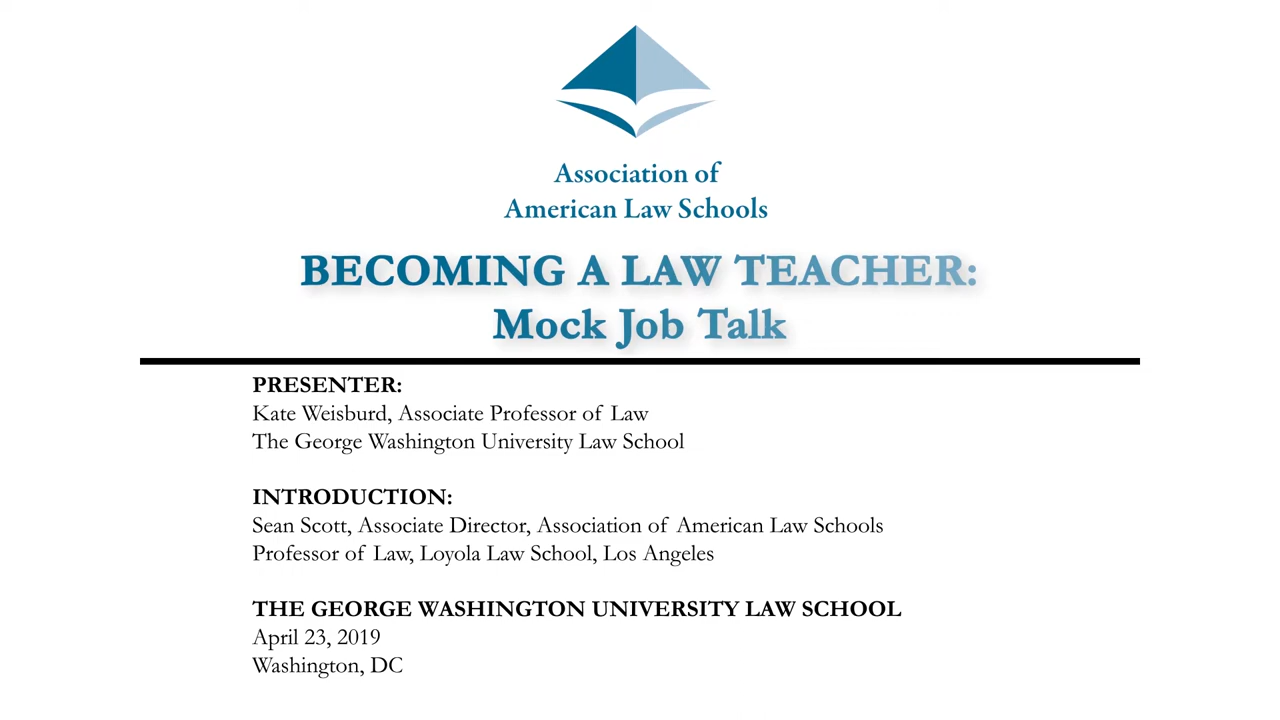 Association of
American Law Schools
BECOMING A LAW TEACHER:
Mock Job Talk
PRESENTER:
Kate Weisburd, Associate Professor of Law
The George Washington University Law School
INTRODUCTION:
Sean Scott, Associate Director, Association of American Law Schools
Professor of Law, Loyola Law School, Los Angeles
THE GEORGE WASHINGTON UNIVERSITY LAW SCHOOL
April 23, 2019
Washington, DC